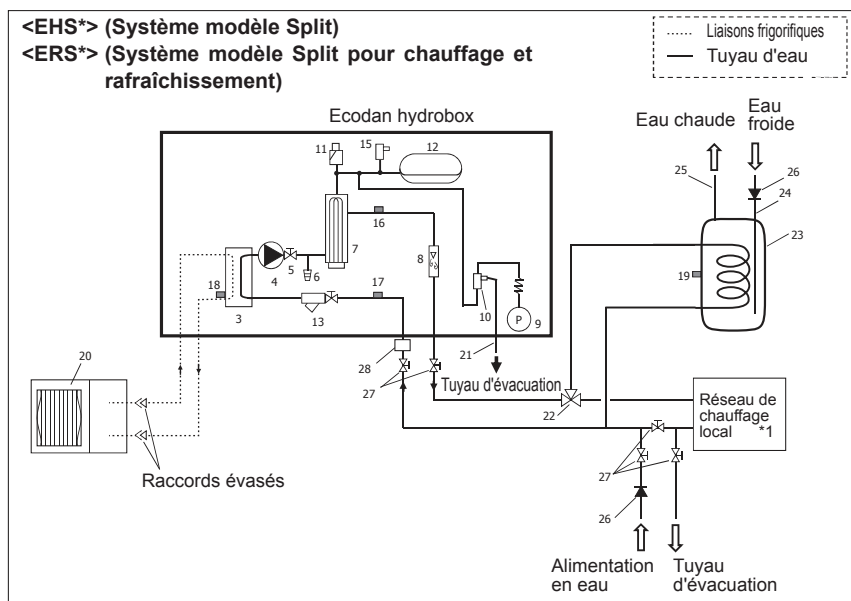 <EHS*> (Système modèle Split)
<ERS*> (Système modèle Split pour chauffage et
rafraîchissement)
Liaisons frigorifiques
Tuyau d'eau
Ecodan hydrobox
Eau chaude
Eau
froide
11
15
12
25
26
24
16
7
23
5
6
8
4
18
17
19
3
13
10
P
9
28
21
20
27
Tuyau d'évacuation
22
Réseau de
chauffage
local *1
Raccords évasés
27
26
Alimentation
en eau
Tuyau
d'évacuation